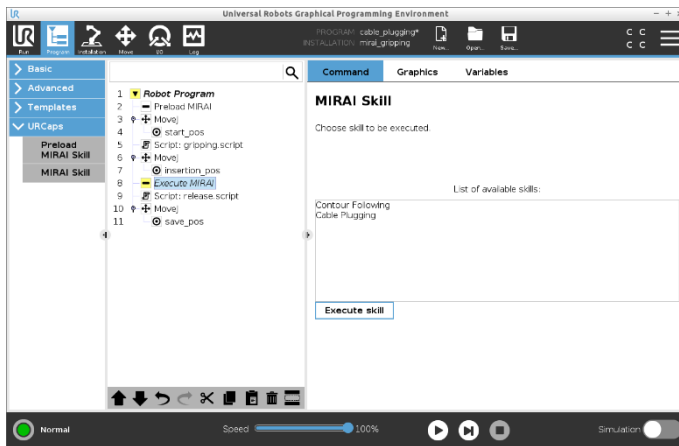 UR
Universal Robots Graphical Programming Environment
UR
Run
Program
Installation
Move
I/O
Log
PROGRAM cable_plugging*
INSTALLATION mirai_gripping
New...
Open...
Save...
C C
C C
Basic
Advanced
Templates
URCaps
Preload
MIRAI Skill
MIRAI Skill
1 Robot Program
2 Preload MIRAI
3 MoveJ
4 start_pos
5 Script: gripping.script
6 MoveJ
7 insertion_pos
8 Execute MIRAI
9 Script: release.script
10 MoveJ
11 save_pos
Command Graphics Variables
MIRAI Skill
Choose skill to be executed.
List of available skills:
Contour Following
Cable Plugging
Execute skill
Normal
Speed
100%
Simulation